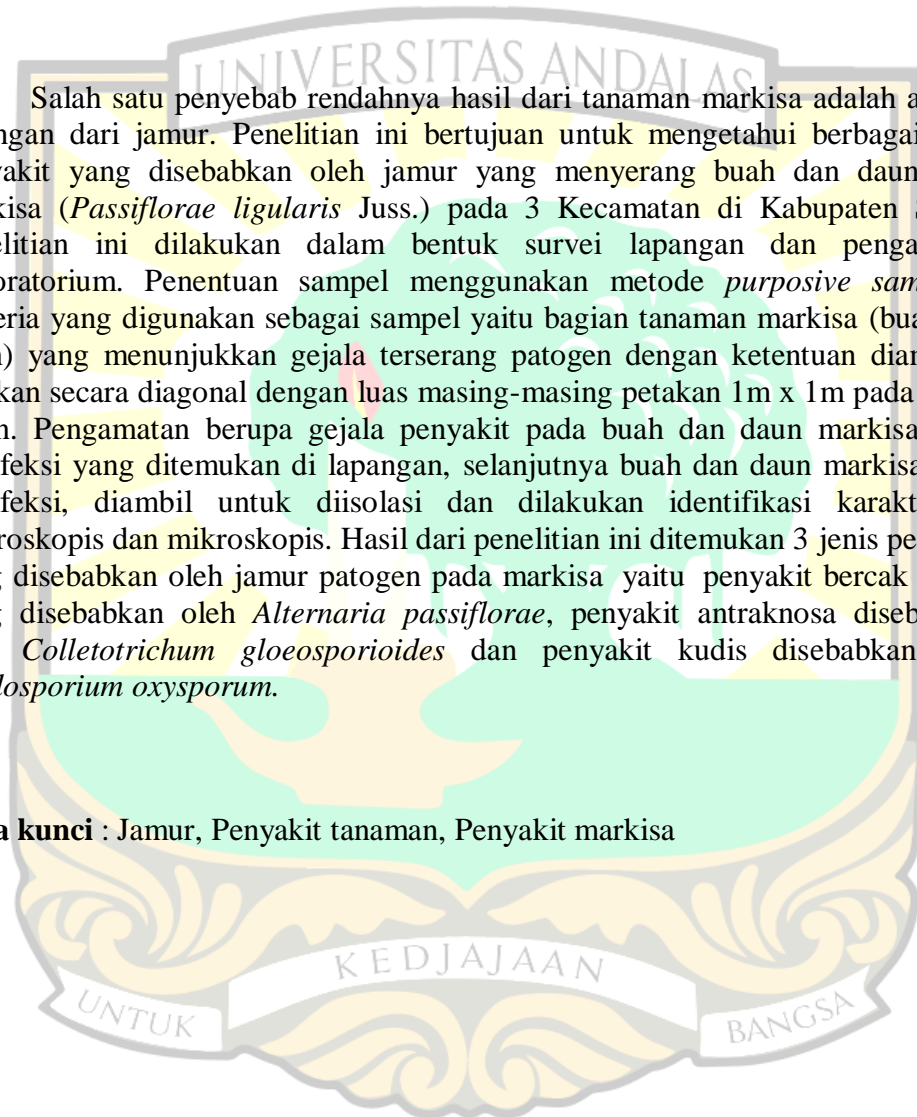 UNIVERSITAS ANDALAS
Salah satu penyebab rendahnya hasil dari tanaman markisa adalah a
ngan dari jamur. Penelitian ini bertujuan untuk mengetahui berbagai
yakit yang disebabkan oleh jamur yang menyerang buah dan daun
kisa (Passiflorae ligularis Juss.) pada 3 Kecamatan di Kabupaten S
elitian ini dilakukan dalam bentuk survei lapangan dan penga
oratorium. Penentuan sampel menggunakan metode purposive sam
eria yang digunakan sebagai sampel yaitu bagian tanaman markisa (bua
n) yang menunjukkan gejala terserang patogen dengan ketentuan diam
kan secara diagonal dengan luas masing-masing petakan 1m x 1m pada
n. Pengamatan berupa gejala penyakit pada buah dan daun markisa
feksi yang ditemukan di lapangan, selanjutnya buah dan daun markisa
feksi, diambil untuk diisolasi dan dilakukan identifikasi karakt
roskopis dan mikroskopis. Hasil dari penelitian ini ditemukan 3 jenis pe
g disebabkan oleh jamur patogen pada markisa yaitu penyakit bercak
g disebabkan oleh Alternaria passiflorae, penyakit antraknosa diseb
Colletotrichum gloeosporioides dan penyakit kudis disebabkan
dosporium oxysporum.
a kunci : Jamur, Penyakit tanaman, Penyakit markisa
UNTUK KEDJAJAAN BANGSA